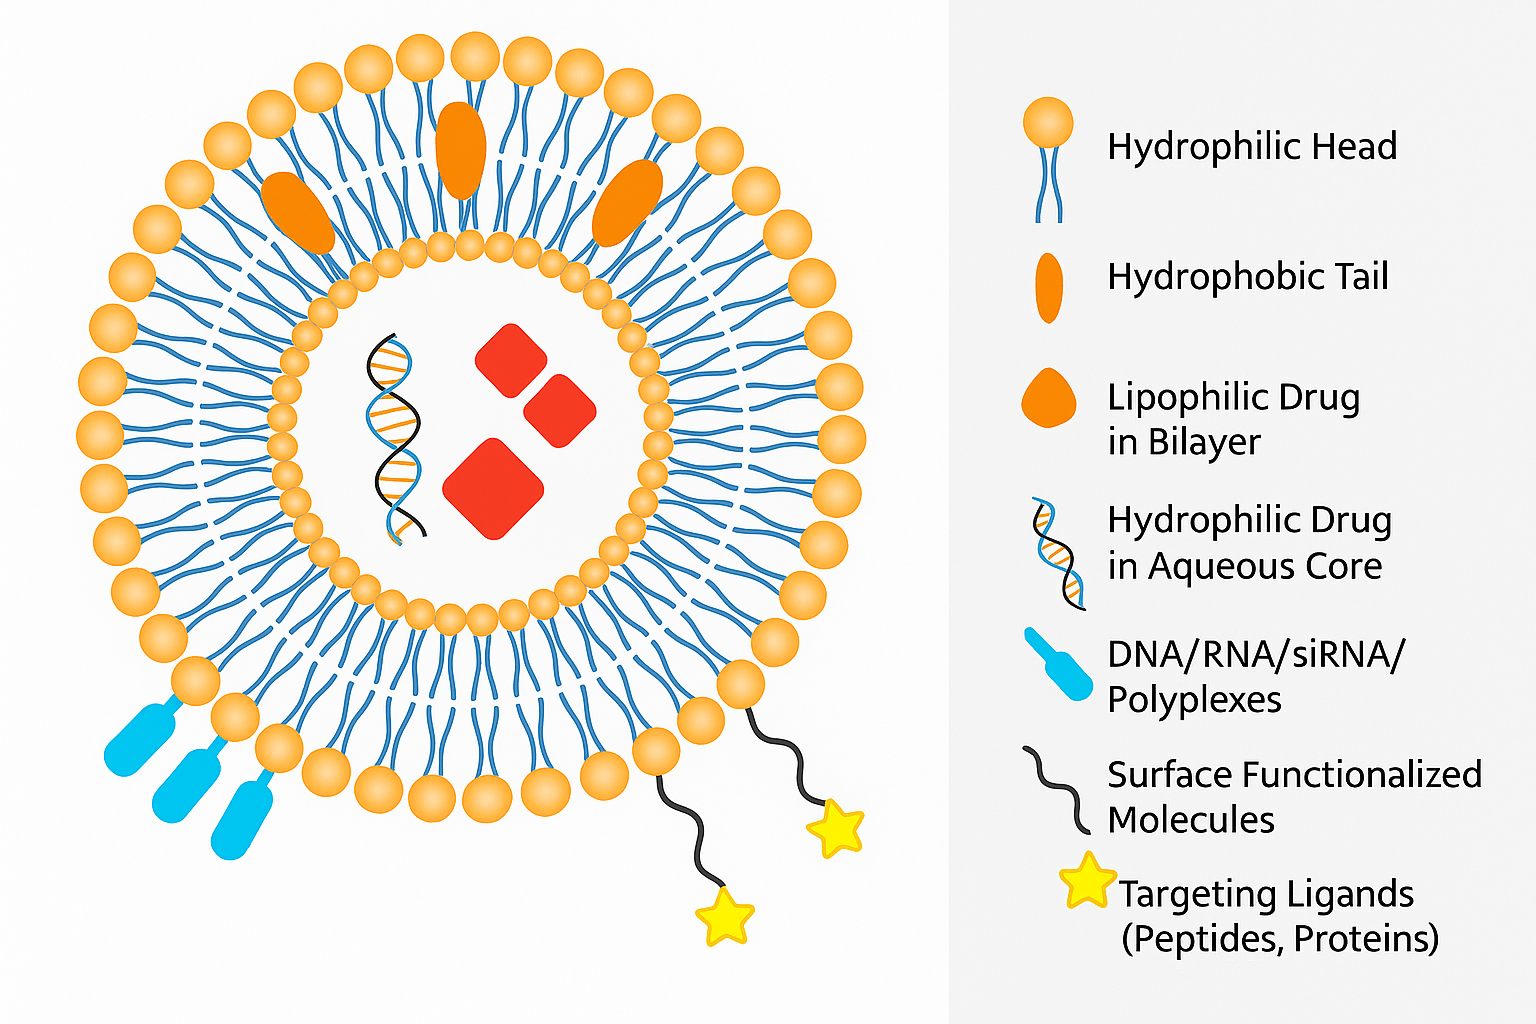 Hydrophilic Head
Hydrophobic Tail
Lipophilic Drug
in Bilayer
Hydrophilic Drug
in Aqueous Core
DNA/RNA/siRNA/
Polyplexes
Surface Functionalized
Molecules
Targeting Ligands
(Peptides, Proteins)